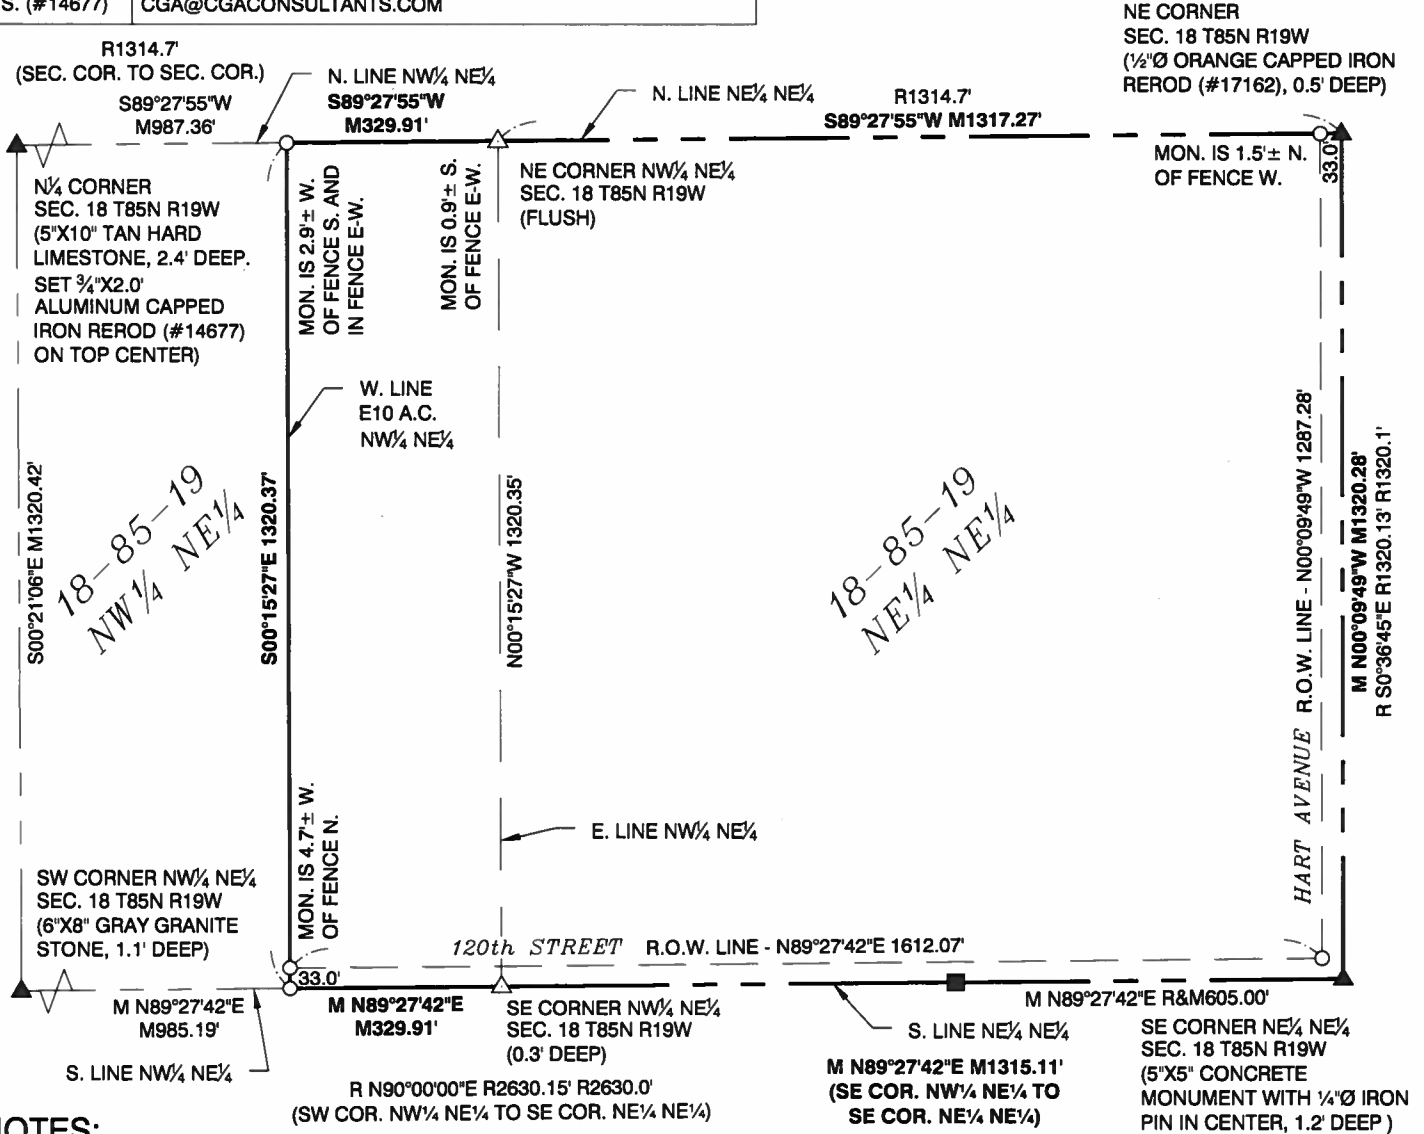 S. (#14677)
CGA@CGACONSULTANTS.COM
R1314.7'
(SEC. COR. TO SEC. COR.)
S89°27'55"W
M987.36'
N. LINE NW¼ NE¼
S89°27'55"W
M329.91'
N. LINE NE¼ NE¼
R1314.7'
S89°27'55"W M1317.27'
NE CORNER
SEC. 18 T85N R19W
(½"Ø ORANGE CAPPED IRON
REROD (#17162), 0.5' DEEP)
MON. IS 1.5'± N.
OF FENCE W.
33.0'
N¼ CORNER
SEC. 18 T85N R19W
(5"X10" TAN HARD
LIMESTONE, 2.4' DEEP.
SET ¾"X2.0'
ALUMINUM CAPPED
IRON REROD (#14677)
ON TOP CENTER)
MON. IS 2.9'± W.
OF FENCE S. AND
IN FENCE E-W.
MON. IS 0.9'± S.
OF FENCE E-W.
NE CORNER NW¼ NE¼
SEC. 18 T85N R19W
(FLUSH)
W. LINE
E10 A.C.
NW¼ NE¼
S00°21'06"E M1320.42'
18-85-19
NW¼ NE¼
S00°15'27"E 1320.37'
N00°15'27"W 1320.35'
18-85-19
NE¼ NE¼
HART AVENUE R.O.W. LINE - N00°09'49"W 1287.28'
M N00°09'49"W M1320.28'
R S0°36'45"E R1320.13' R1320.1'
MON. IS 4.7'± W.
OF FENCE N.
E. LINE NW¼ NE¼
SW CORNER NW¼ NE¼
SEC. 18 T85N R19W
(6"X8" GRAY GRANITE
STONE, 1.1' DEEP)
120th STREET R.O.W. LINE - N89°27'42"E 1612.07'
33.0'
M N89°27'42"E
M985.19'
S. LINE NW¼ NE¼
M N89°27'42"E
M329.91'
SE CORNER NW¼ NE¼
SEC. 18 T85N R19W
(0.3' DEEP)
R N90°00'00"E R2630.15' R2630.0'
(SW COR. NW¼ NE¼ TO SE COR. NE¼ NE¼)
M N89°27'42"E R&M605.00'
S. LINE NE¼ NE¼
M N89°27'42"E M1315.11'
(SE COR. NW¼ NE¼ TO
SE COR. NE¼ NE¼)
SE CORNER NE¼ NE¼
SEC. 18 T85N R19W
(5"X5" CONCRETE
MONUMENT WITH ¼"Ø IRON
PIN IN CENTER, 1.2' DEEP )
NOTES: